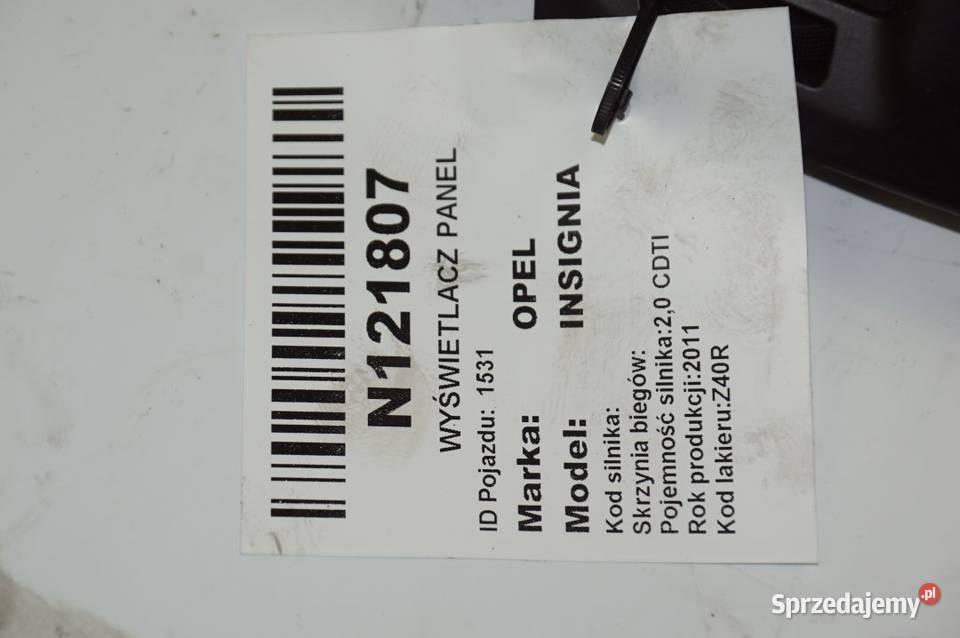 N121807
WYŚWIETLACZ PANEL
ID Pojazdu: 1531
Marka: OPEL
Model: INSIGNIA
Kod silnika:
Skrzynia biegów:
Pojemność silnika:2,0 CDTI
Rok produkcji:2011
Kod lakieru:Z40R
Sprzedajemy.pl